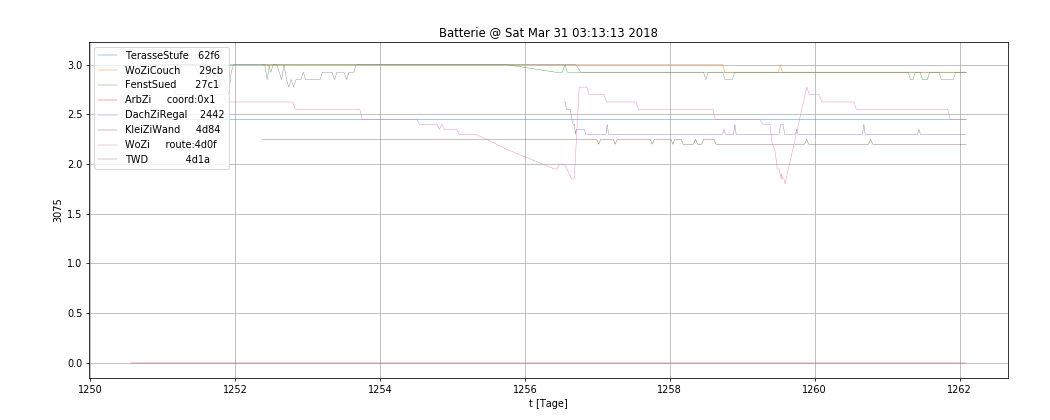 Batterie @ Sat Mar 31 03:13:13 2018
3.0
2.5
2.0
1.5
1.0
0.5
0.0
3075
TerasseStufe 62f6
WoZiCouch 29cb
FenstSued 27c1
ArbZi coord:0x1
DachZiRegal 2442
KleiZiWand 4d84
WoZi route:4d0f
TWD 4d1a
1250 1252 1254 1256 1258 1260 1262
t [Tage]